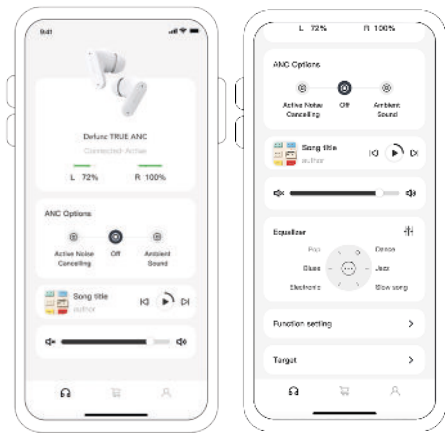 9:41
Defunc TRUE ANC
Connected: Active
L 72% R 100%
ANC Options
Active Noise Cancelling
Off
Ambient Sound
Song title
author
L 72% R 100%
ANC Options
Active Noise Cancelling
Off
Ambient Sound
Song title
author
Equalizer
Pop
Dance
Blues
Jazz
Electronic
Slow song
Function setting
Target